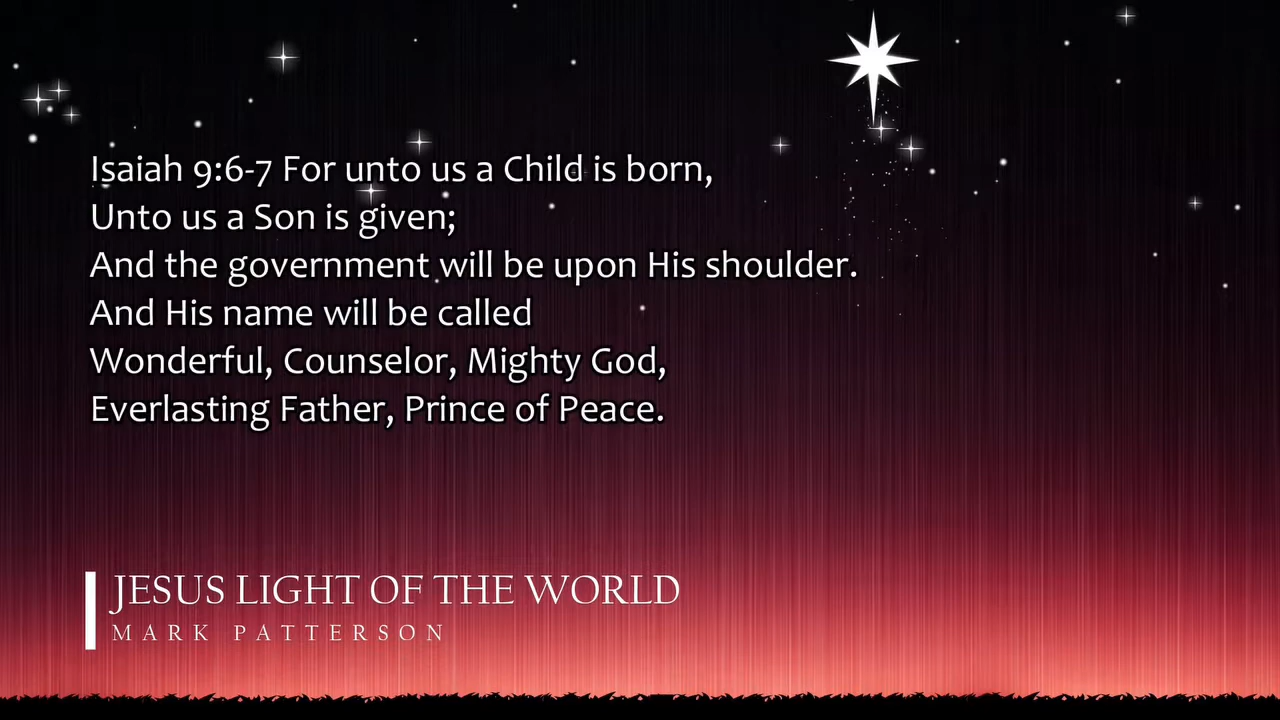 Isaiah 9:6-7 For unto us a Child is born,
Unto us a Son is given;
And the government will be upon His shoulder.
And His name will be called
Wonderful, Counselor, Mighty God,
Everlasting Father, Prince of Peace.
JESUS LIGHT OF THE WORLD
MARK PATTERSON